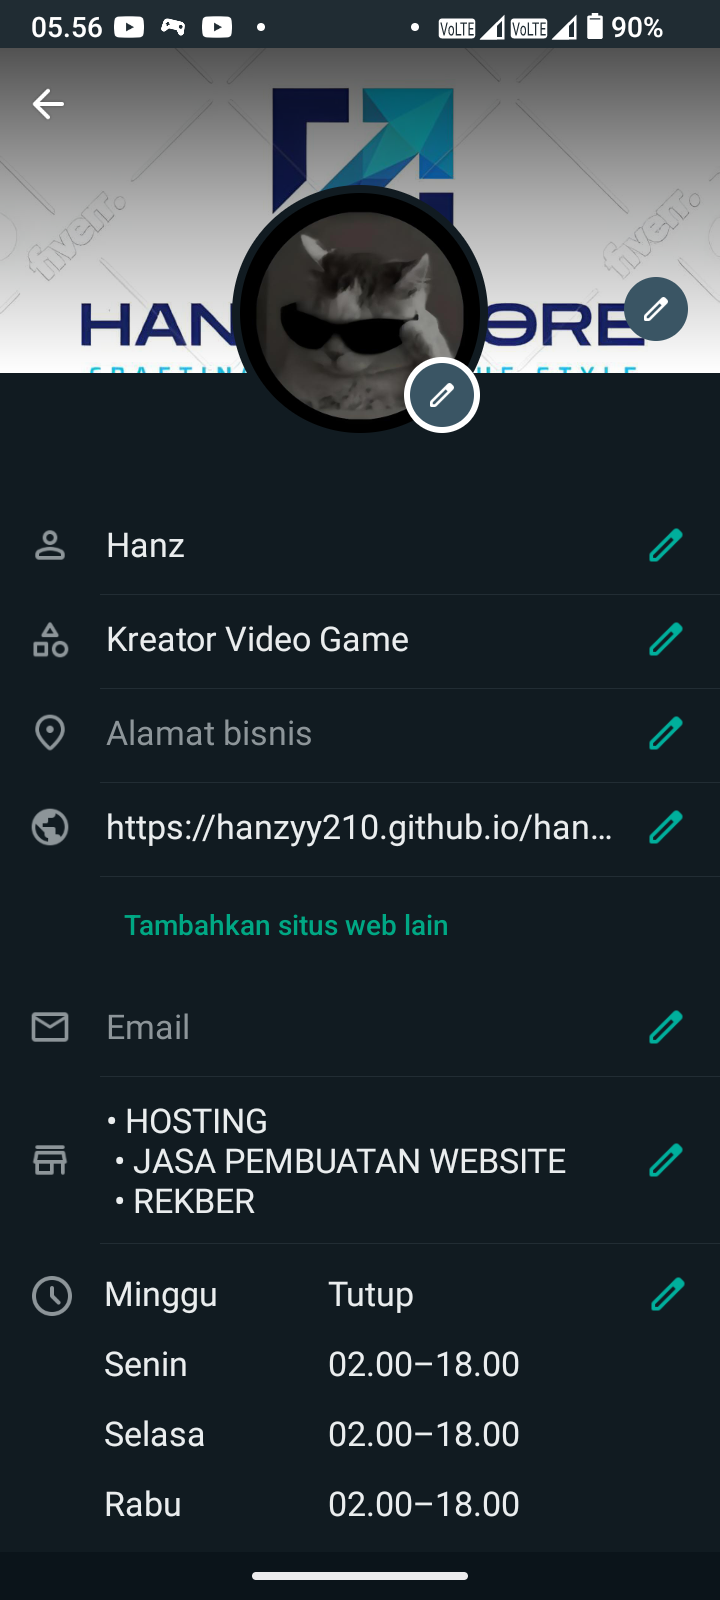 05.56
VoLTE VoLTE 90%
fiverr. fiverr.
Hanz
Kreator Video Game
Alamat bisnis
https://hanzyy210.github.io/han...
Tambahkan situs web lain
Email
• HOSTING
• JASA PEMBUATAN WEBSITE
• REKBER
Minggu Tutup
Senin 02.00–18.00
Selasa 02.00–18.00
Rabu 02.00–18.00